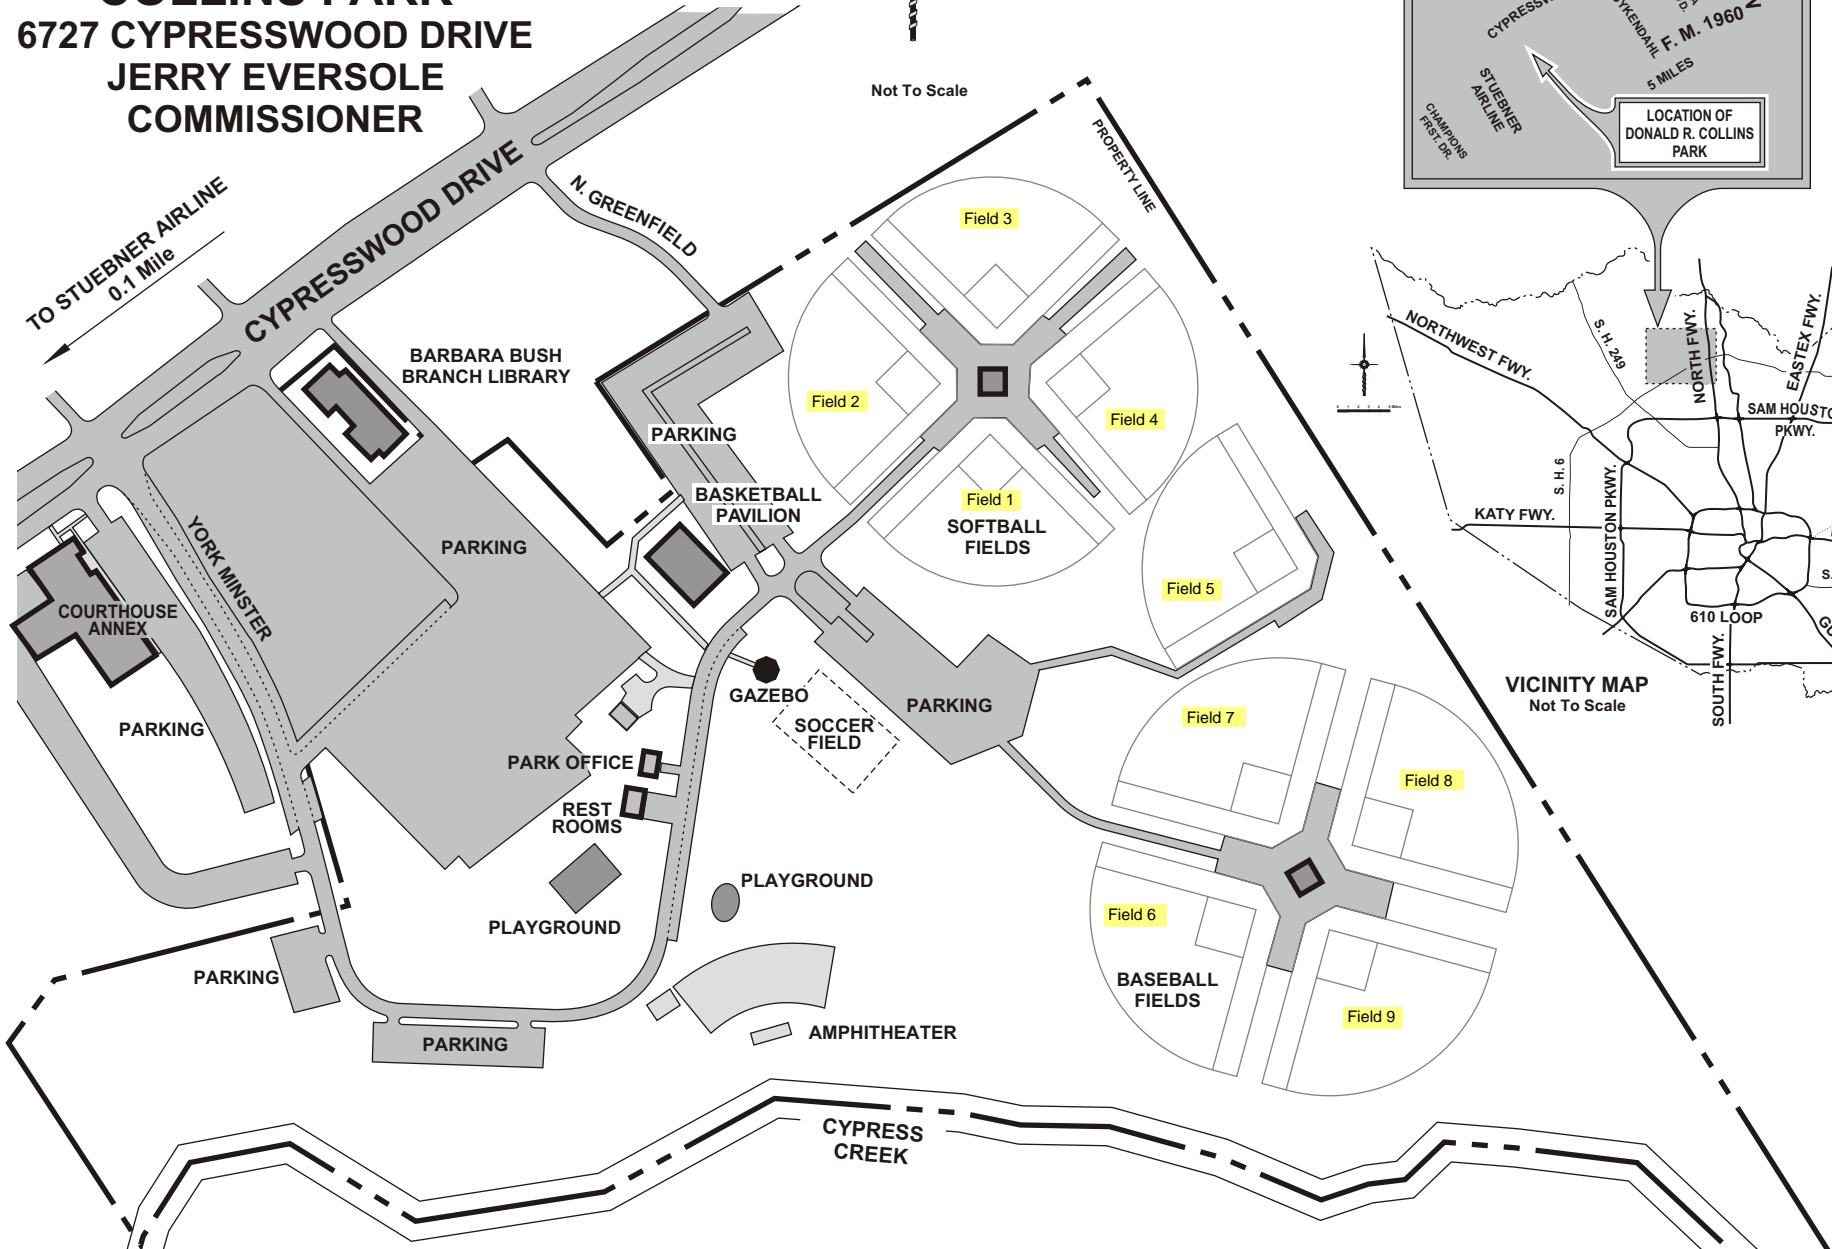 COLLINS PARK
6727 CYPRESSWOOD DRIVE
JERRY EVERSOLE
COMMISSIONER
Not To Scale
TO STUEBNER AIRLINE
0.1 Mile
CYPRESSWOOD DRIVE
N. GREENFIELD
PROPERTY LINE
BARBARA BUSH
BRANCH LIBRARY
PARKING
BASKETBALL
PAVILION
PARKING
YORK MINSTER
COURTHOUSE
ANNEX
PARKING
Field 3
Field 2
Field 4
Field 1
SOFTBALL
FIELDS
Field 5
GAZEBO
SOCCER
FIELD
PARKING
PARK OFFICE
REST
ROOMS
PLAYGROUND
PLAYGROUND
PARKING
PARKING
AMPHITHEATER
Field 7
Field 8
Field 6
BASEBALL
FIELDS
Field 9
CYPRESS
CREEK
F. M. 1960
5 MILES
STUEBNER
AIRLINE
CHAMPIONS
FRST. DR.
LOCATION OF
DONALD R. COLLINS
PARK
NORTHWEST FWY.
S. H. 249
NORTH FWY.
EASTEX FWY.
PKWY.
S. H. 6
SAM HOUSTON PKWY.
KATY FWY.
610 LOOP
SOUTH FWY.
VICINITY MAP
Not To Scale